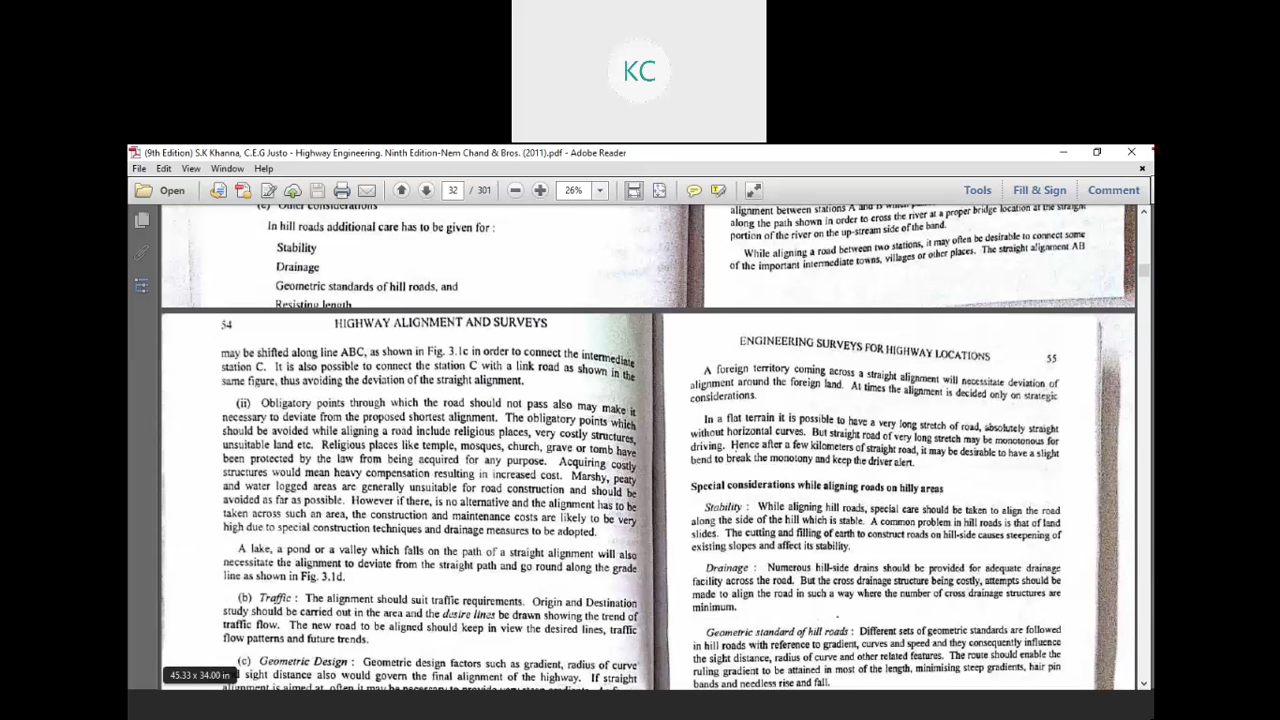 KC
(9th Edition) S.K Khanna, C.E.G Justo - Highway Engineering. Ninth Edition-Nem Chand & Bros. (2011).pdf - Adobe Reader
File Edit View Window Help
Open 32 / 301 26% Tools Fill & Sign Comment
(e) Other considerations
In hill roads additional care has to be given for :
Stability
Drainage
Geometric standards of hill roads, and
Resisting length
alignment between stations A and is which
along the path shown in order to cross the river at a proper bridge location at the straight
portion of the river on the up-stream side of the band.
While aligning a road between two stations, it may often be desirable to connect some
of the important intermediate towns, villages or other places. The straight alignment AB
54 HIGHWAY ALIGNMENT AND SURVEYS
may be shifted along line ABC, as shown in Fig. 3.1c in order to connect the intermediate
station C. It is also possible to connect the station C with a link road as shown in the
same figure, thus avoiding the deviation of the straight alignment.
(ii) Obligatory points through which the road should not pass also may make it
necessary to deviate from the proposed shortest alignment. The obligatory points which
should be avoided while aligning a road include religious places, very costly structures,
unsuitable land etc. Religious places like temple, mosques, church, grave or tomb have
been protected by the law from being acquired for any purpose. Acquiring costly
structures would mean heavy compensation resulting in increased cost. Marshy, peaty
and water logged areas are generally unsuitable for road construction and should be
avoided as far as possible. However if there, is no alternative and the alignment has to be
taken across such an area, the construction and maintenance costs are likely to be very
high due to special construction techniques and drainage measures to be adopted.
A lake, a pond or a valley which falls on the path of a straight alignment will also
necessitate the alignment to deviate from the straight path and go round along the grade
line as shown in Fig. 3.1d.
(b) Traffic : The alignment should suit traffic requirements. Origin and Destination
study should be carried out in the area and the desire lines be drawn showing the trend of
traffic flow. The new road to be aligned should keep in view the desired lines, traffic
flow patterns and future trends.
(c) Geometric Design : Geometric design factors such as gradient, radius of curve
sight distance also would govern the final alignment of the highway. If straight
alignment is aimed at, often it may be necessary to provide very steep gradients.
45.33 x 34.00 in
ENGINEERING SURVEYS FOR HIGHWAY LOCATIONS 55
A foreign territory coming across a straight alignment will necessitate deviation of
alignment around the foreign land. At times the alignment is decided only on strategic
considerations.
In a flat terrain it is possible to have a very long stretch of road, absolutely straight
without horizontal curves. But straight road of very long stretch may be monotonous for
driving. Hence after a few kilometers of straight road, it may be desirable to have a slight
bend to break the monotony and keep the driver alert.
Special considerations while aligning roads on hilly areas
Stability : While aligning hill roads, special care should be taken to align the road
along the side of the hill which is stable. A common problem in hill roads is that of land
slides. The cutting and filling of earth to construct roads on hill-side causes steepening of
existing slopes and affect its stability.
Drainage : Numerous hill-side drains should be provided for adequate drainage
facility across the road. But the cross drainage structure being costly, attempts should be
made to align the road in such a way where the number of cross drainage structures are
minimum.
Geometric standard of hill roads : Different sets of geometric standards are followed
in hill roads with reference to gradient, curves and speed and they consequently influence
the sight distance, radius of curve and other related features. The route should enable the
ruling gradient to be attained in most of the length, minimising steep gradients, hair pin
bands and needless rise and fall.